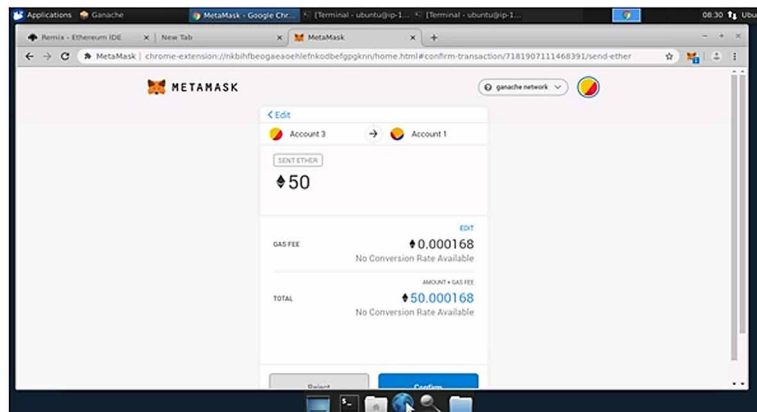 Applications Ganache MetaMask - Google Chr... [Terminal - ubuntu@ip-1... [Terminal - ubuntu@ip-1... 08:30 Ubu
Remix - Ethereum IDE x New Tab x MetaMask x +
MetaMask | chrome-extension://nkbihfbeogaeaoehlefnkodbefgpgknn/home.html#confirm-transaction/7181907111468391/send-ether
METAMASK ganache network
< Edit
Account 3 → Account 1
SENT ETHER
50
EDIT
GAS FEE 0.000168
No Conversion Rate Available
AMOUNT + GAS FEE
TOTAL 50.000168
No Conversion Rate Available
Reject Confirm